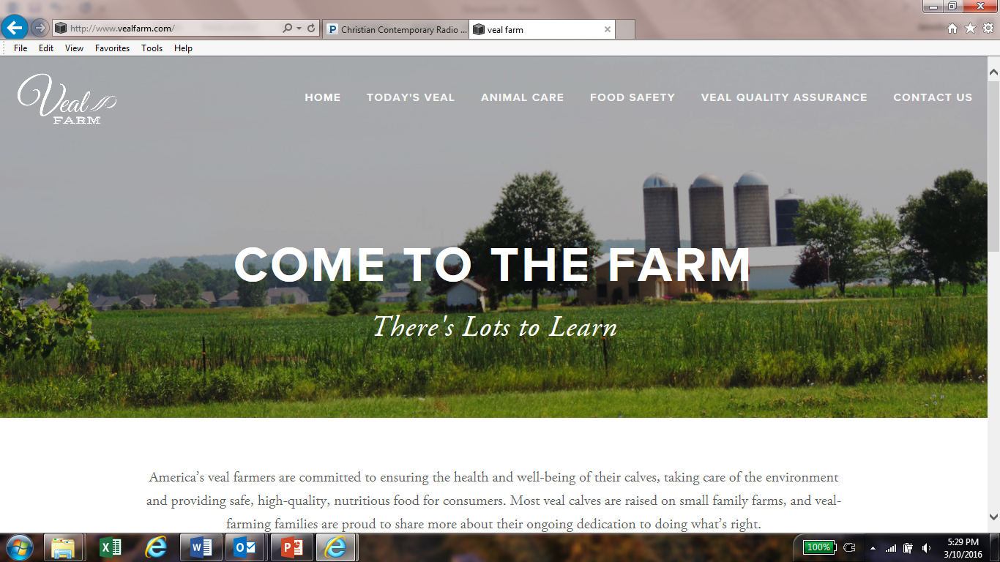 http://www.vealfarm.com/
Christian Contemporary Radio ...
veal farm
File Edit View Favorites Tools Help
Veal
FARM
HOME TODAY'S VEAL ANIMAL CARE FOOD SAFETY VEAL QUALITY ASSURANCE CONTACT US
COME TO THE FARM
There's Lots to Learn
America's veal farmers are committed to ensuring the health and well-being of their calves, taking care of the environment
and providing safe, high-quality, nutritious food for consumers. Most veal calves are raised on small family farms, and veal-
farming families are proud to share more about their ongoing dedication to doing what's right.
100%
5:29 PM
3/10/2016